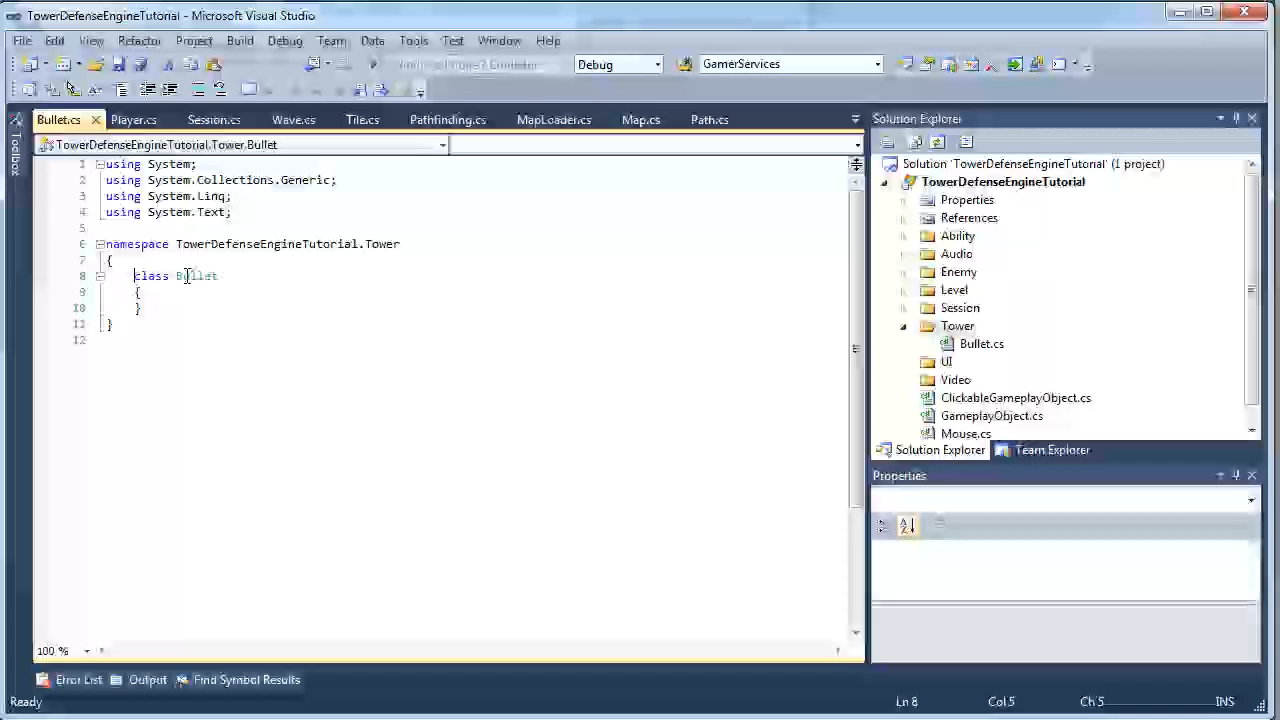 TowerDefenseEngineTutorial - Microsoft Visual Studio
File Edit View Refactor Project Build Debug Team Data Tools Test Window Help
Debug GamerServices
Bullet.cs Player.cs Session.cs Wave.cs Tile.cs Pathfinding.cs MapLoader.cs Map.cs Path.cs
TowerDefenseEngineTutorial.Tower.Bullet
1 using System;
2 using System.Collections.Generic;
3 using System.Linq;
4 using System.Text;
5
6 namespace TowerDefenseEngineTutorial.Tower
7 {
8 class Bullet
9 {
10 }
11 }
12
100 %
Toolbox
Solution Explorer
Solution 'TowerDefenseEngineTutorial' (1 project)
TowerDefenseEngineTutorial
Properties
References
Ability
Audio
Enemy
Level
Session
Tower
Bullet.cs
UI
Video
ClickableGameplayObject.cs
GameplayObject.cs
Mouse.cs
Solution Explorer Team Explorer
Properties
Error List Output Find Symbol Results
Ready Ln 8 Col 5 Ch 5 INS